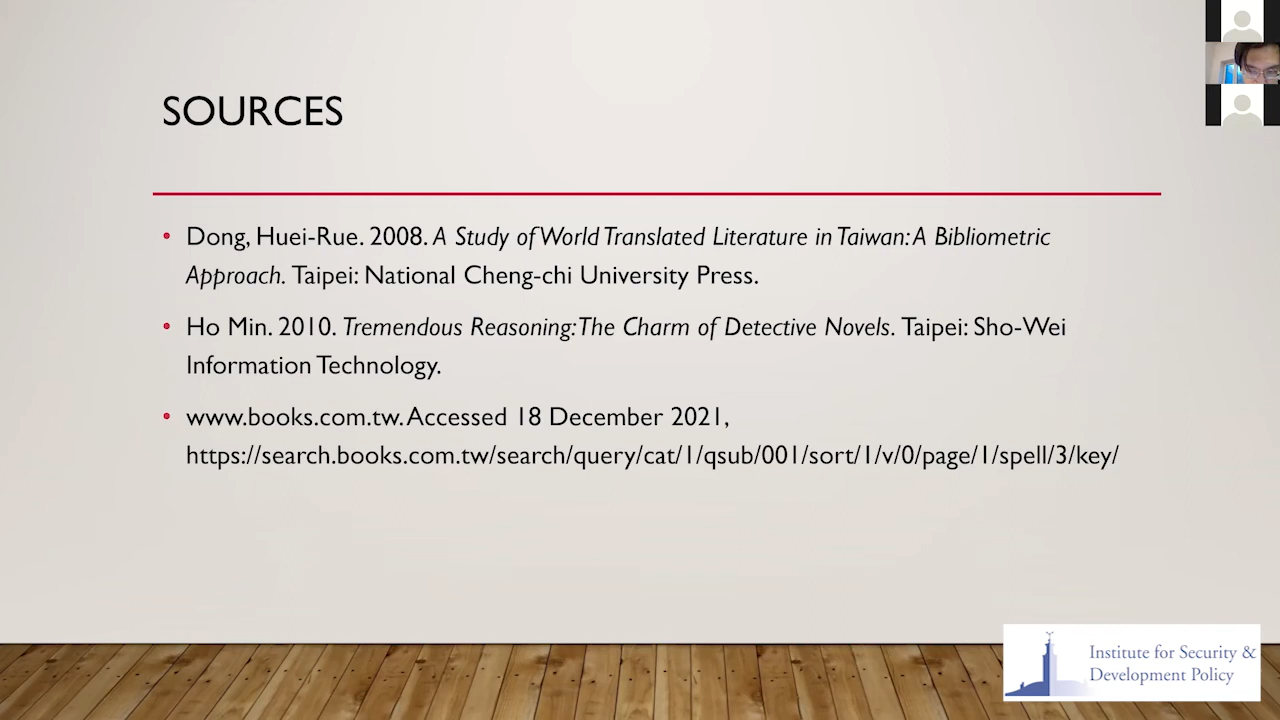 SOURCES
• Dong, Huei-Rue. 2008. A Study of World Translated Literature in Taiwan: A Bibliometric
Approach. Taipei: National Cheng-chi University Press.
• Ho Min. 2010. Tremendous Reasoning: The Charm of Detective Novels. Taipei: Sho-Wei
Information Technology.
• www.books.com.tw. Accessed 18 December 2021,
https://search.books.com.tw/search/query/cat/1/qsub/001/sort/1/v/0/page/1/spell/3/key/
Institute for Security &
Development Policy